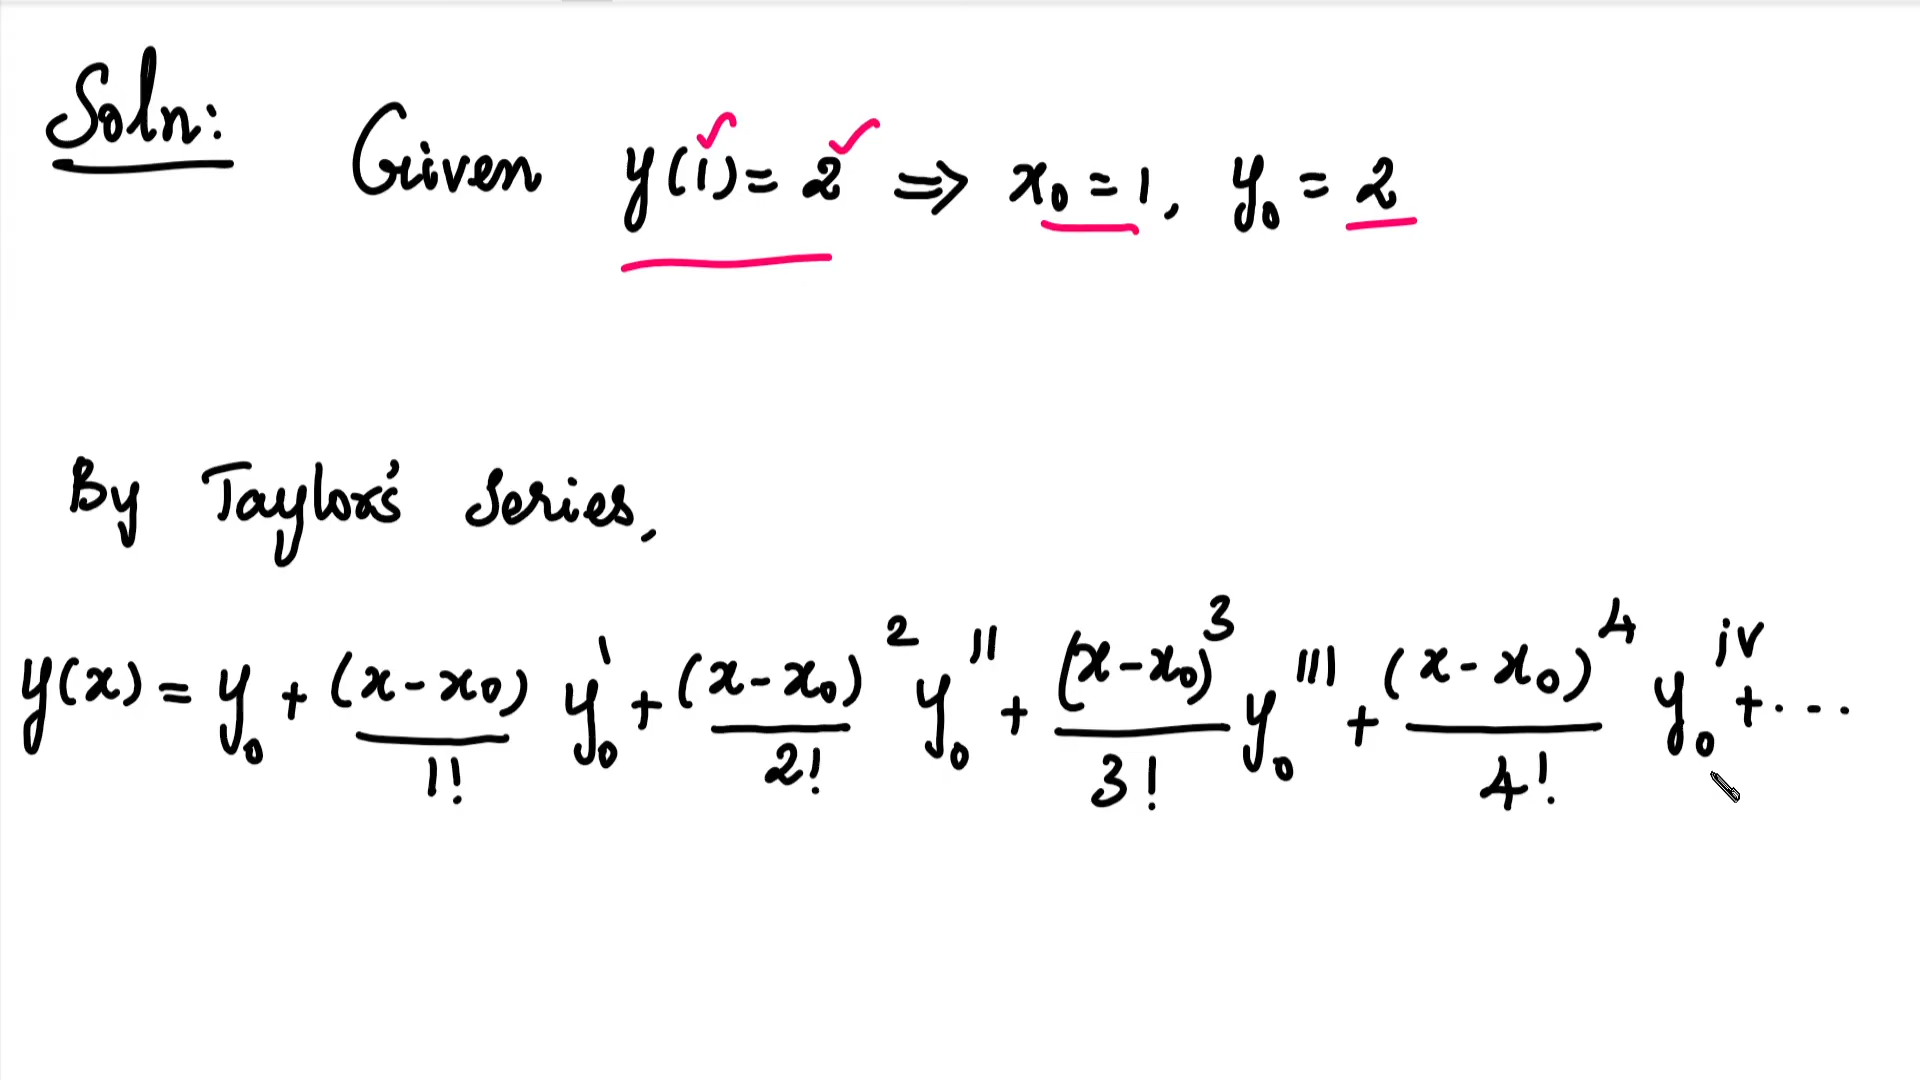 Soln: Given y(1) = 2 ⇒ x₀ = 1, y₀ = 2
By Taylor's Series,
y(x) = y₀ + (x-x₀)/1! y₀' + (x-x₀)²/2! y₀'' + (x-x₀)³/3! y₀''' + (x-x₀)⁴/4! y₀ⁱᵛ + ...